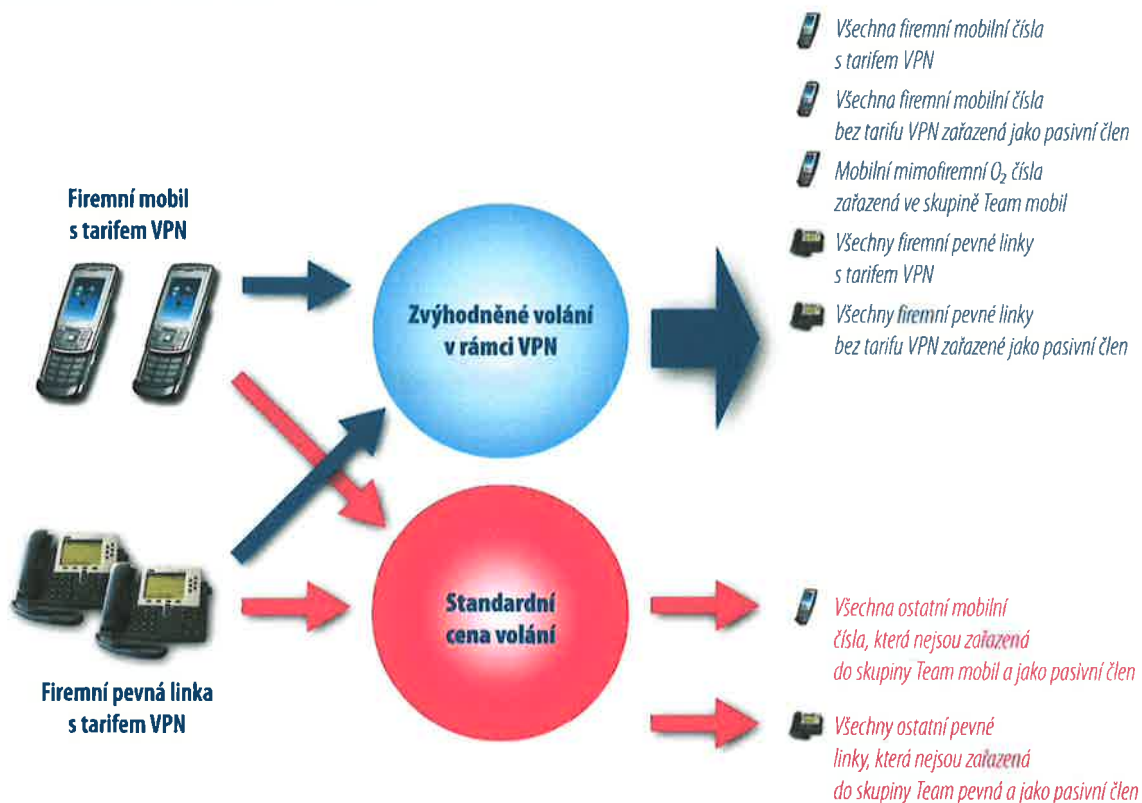 Všechna firemní mobilní čísla
s tarifem VPN
Všechna firemní mobilní čísla
bez tarifu VPN zařazená jako pasivní člen
Mobilní mimofiremní O₂ čísla
zařazená ve skupině Team mobil
Všechny firemní pevné linky
s tarifem VPN
Všechny firemní pevné linky
bez tarifu VPN zařazené jako pasivní člen
Firemní mobil
s tarifem VPN
Zvýhodněné volání
v rámci VPN
Standardní
cena volání
Firemní pevná linka
s tarifem VPN
Všechna ostatní mobilní
čísla, která nejsou zařazená
do skupiny Team mobil a jako pasivní člen
Všechny ostatní pevné
linky, která nejsou zařazená
do skupiny Team pevná a jako pasivní člen